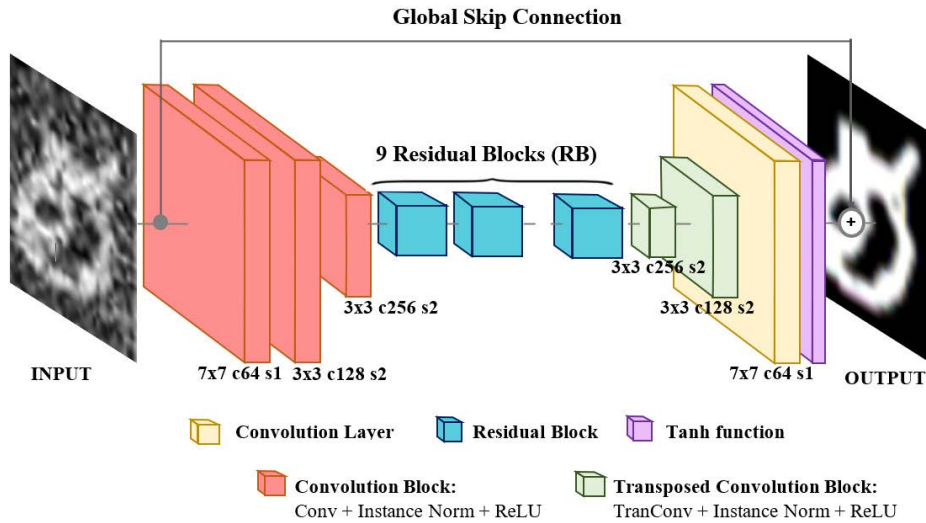 Global Skip Connection
9 Residual Blocks (RB)
+
3x3 c256 s2
3x3 c256 s2
3x3 c128 s2
INPUT
7x7 c64 s1
3x3 c128 s2
7x7 c64 s1
OUTPUT
Convolution Layer
Residual Block
Tanh function
Convolution Block:
Conv + Instance Norm + ReLU
Transposed Convolution Block:
TranConv + Instance Norm + ReLU